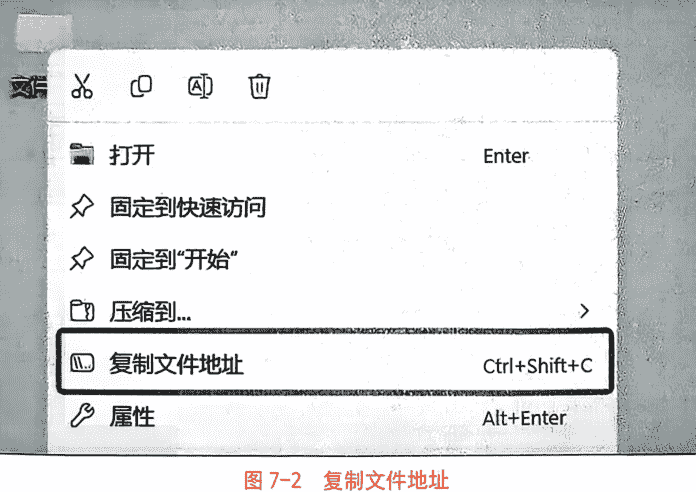 文件
打开 Enter
固定到快速访问
固定到“开始”
压缩到...
复制文件地址 Ctrl+Shift+C
属性 Alt+Enter
图 7-2 复制文件地址